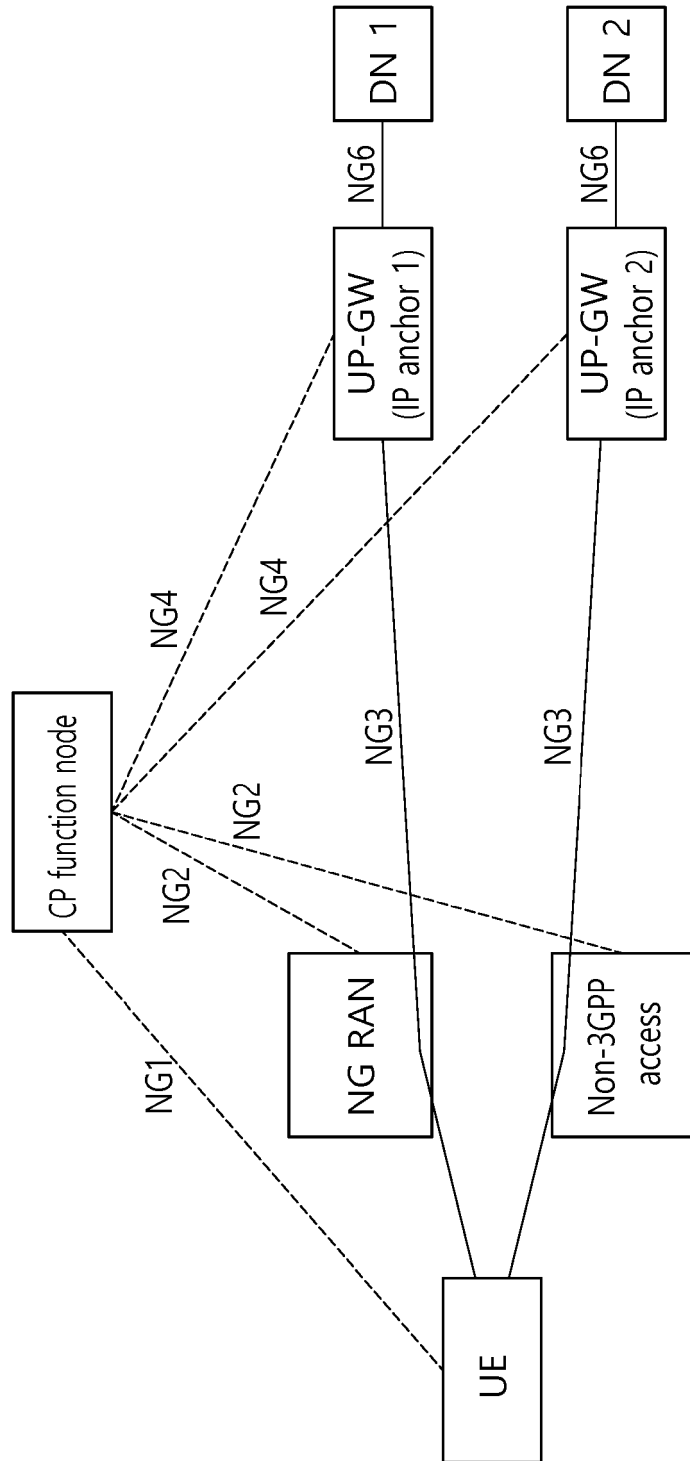 CP function node
NG1
NG2
NG2
NG4
NG4
UE
NG RAN
NG3
UP-GW
(IP anchor 1)
NG6
DN 1
Non-3GPP
access
NG3
UP-GW
(IP anchor 2)
NG6
DN 2